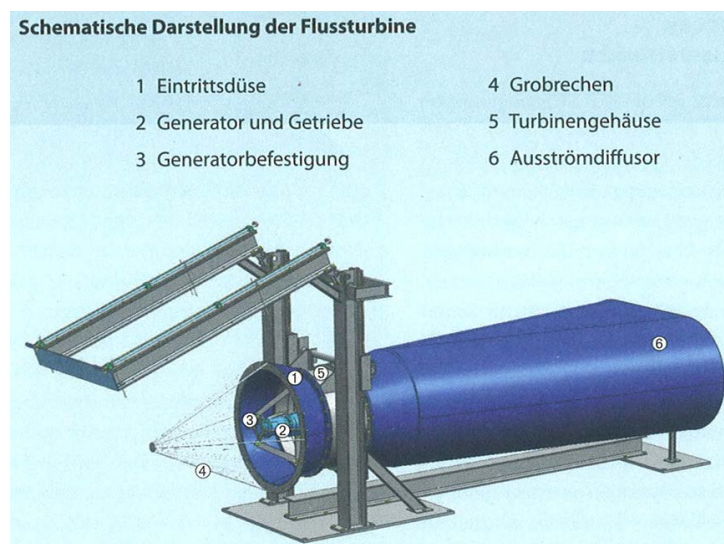 Schematische Darstellung der Flussturbine
1 Eintrittsdüse
2 Generator und Getriebe
3 Generatorbefestigung
4 Grobrechen
5 Turbinengehäuse
6 Ausströmdiffusor
6
1
5
3
2
4